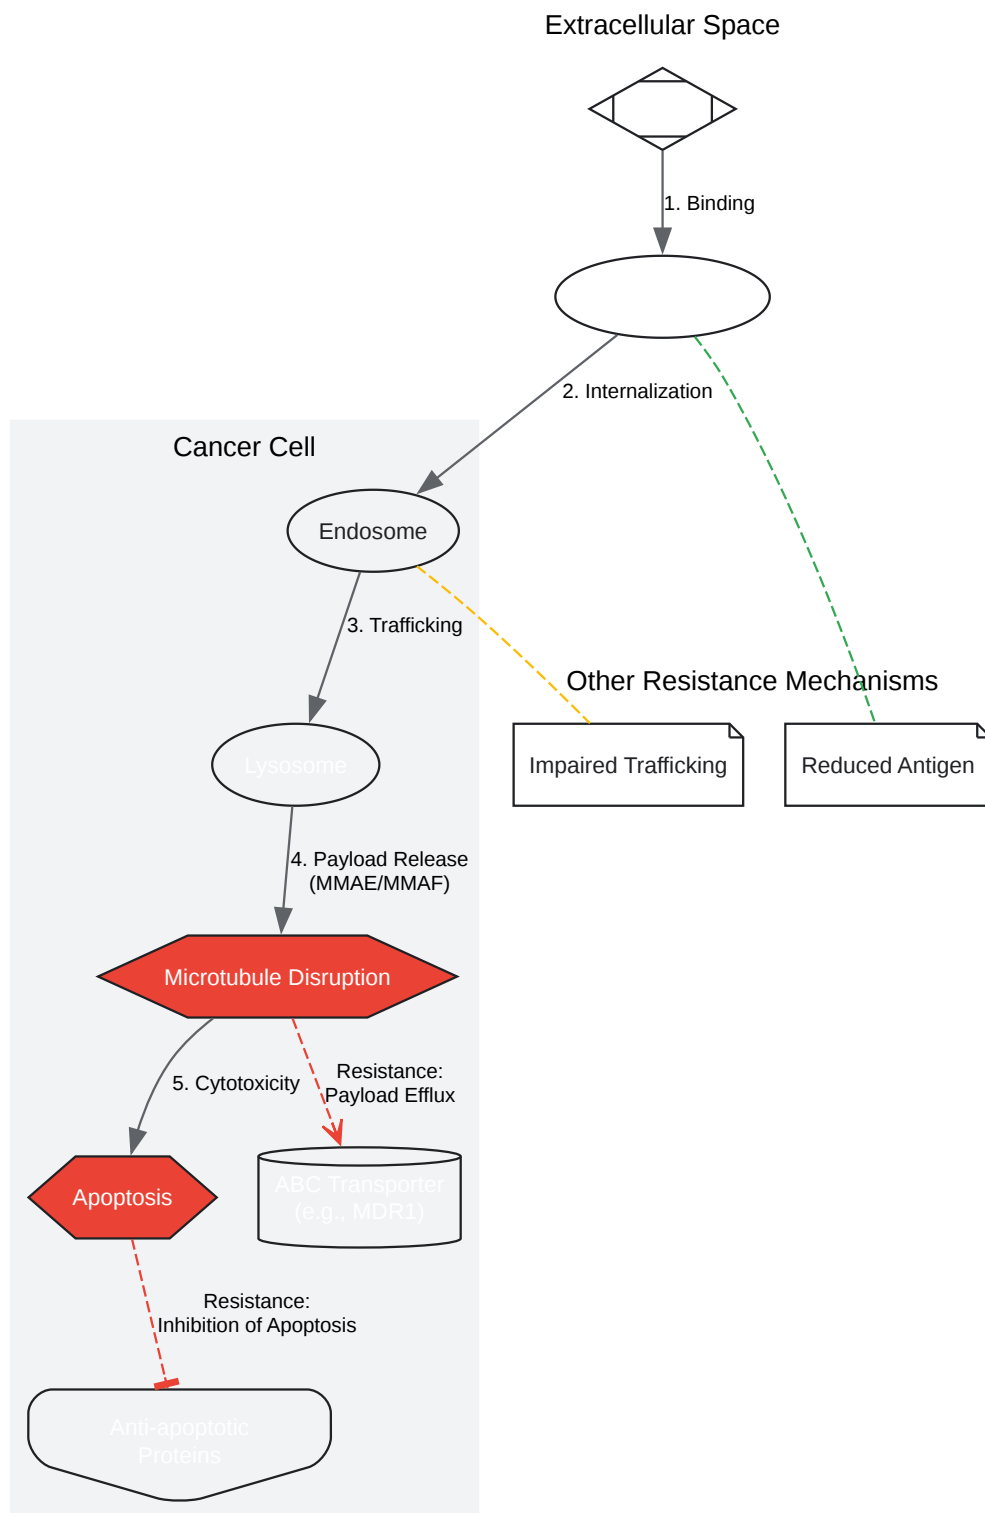 Extracellular Space
1. Binding
2. Internalization
Cancer Cell
Endosome
3. Trafficking
Other Resistance Mechanisms
Impaired Trafficking
Reduced Antigen
Lysosome
4. Payload Release
(MMAE/MMAF)
Microtubule Disruption
5. Cytotoxicity
Resistance:
Payload Efflux
Apoptosis
ABC Transporter
(e.g., MDR1)
Resistance:
Inhibition of Apoptosis
Anti-apoptotic
Proteins